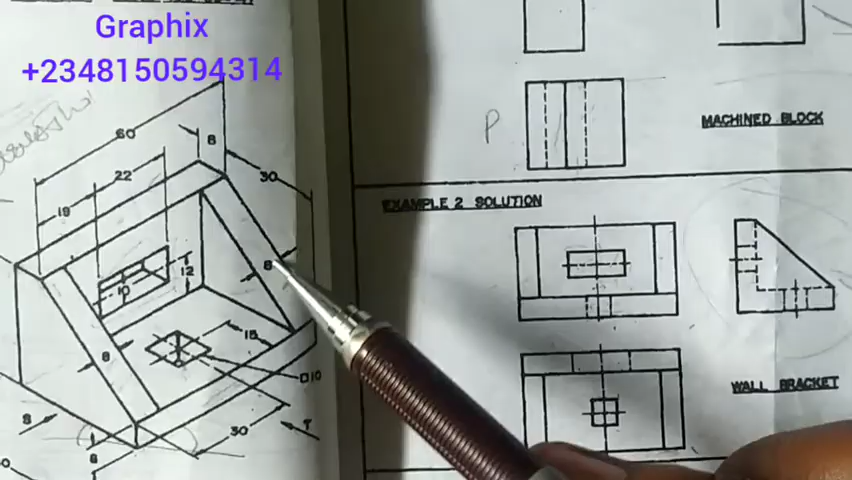 Graphix
+2348150594314
60
8
22
30
19
8
12
10
15
8
□10
S
30
T
8
P
MACHINED BLOCK
EXAMPLE 2 SOLUTION
WALL BRACKET